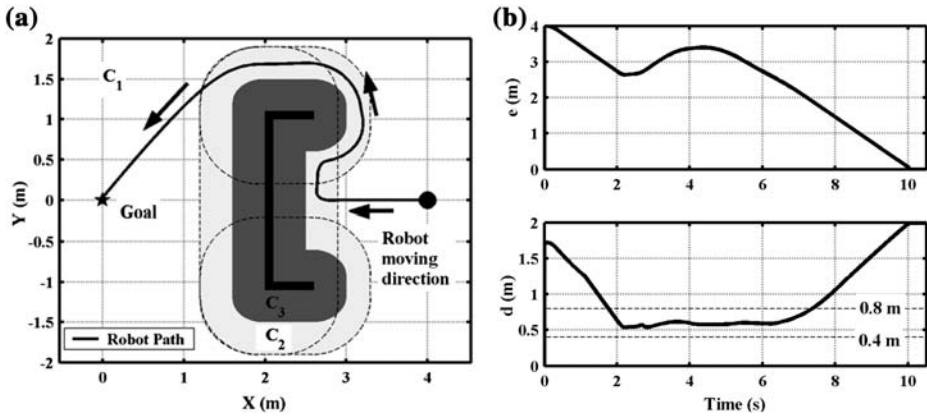 (a)
2
1.5
1
0.5
0
-0.5
-1
-1.5
-2
Y (m)
C1
Goal
Robot
moving
direction
C3
C2
Robot Path
0 1 2 3 4
X (m)
(b)
4
3
2
1
0
e (m)
0 2 4 6 8 10
2
1.5
1
0.5
0
d (m)
0.8 m
0.4 m
0 2 4 6 8 10
Time (s)